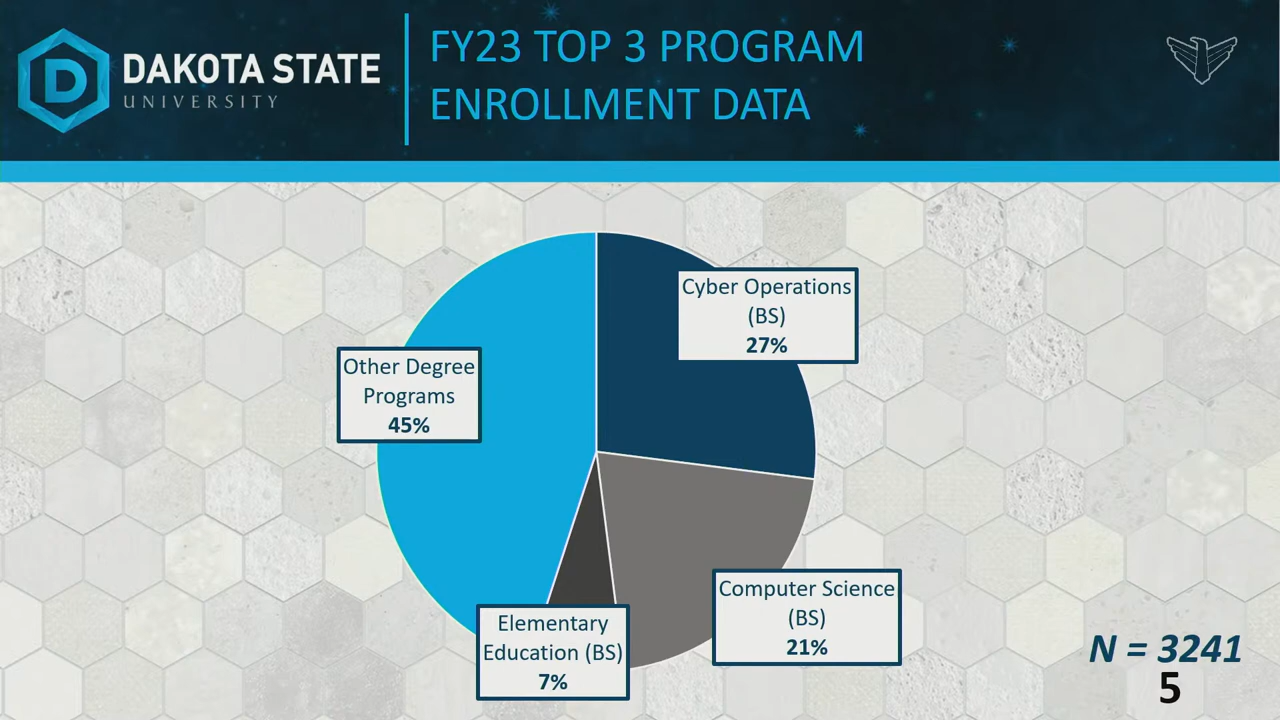 DAKOTA STATE
UNIVERSITY
FY23 TOP 3 PROGRAM
ENROLLMENT DATA
Cyber Operations
(BS)
27%
Other Degree
Programs
45%
Computer Science
(BS)
21%
Elementary
Education (BS)
7%
N = 3241
5